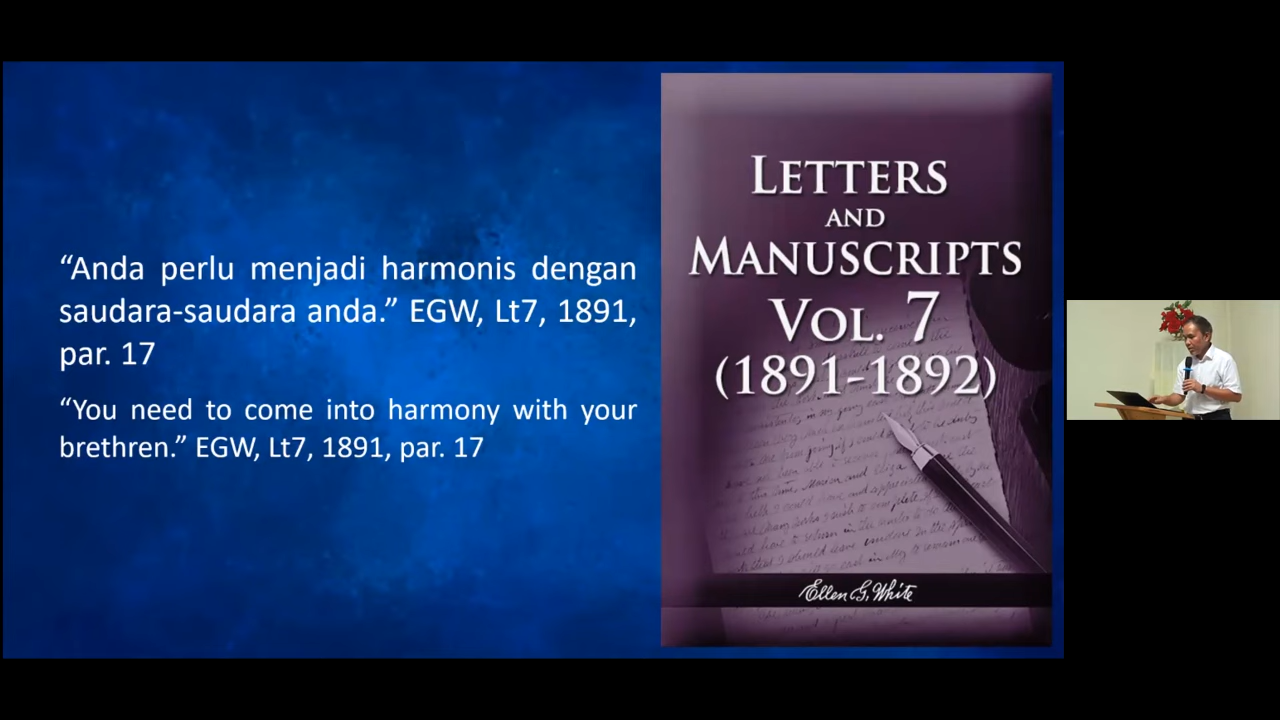 “Anda perlu menjadi harmonis dengan
saudara-saudara anda.” EGW, Lt7, 1891,
par. 17
“You need to come into harmony with your
brethren.” EGW, Lt7, 1891, par. 17
LETTERS
AND
MANUSCRIPTS
VOL. 7
(1891-1892)
Ellen G. White